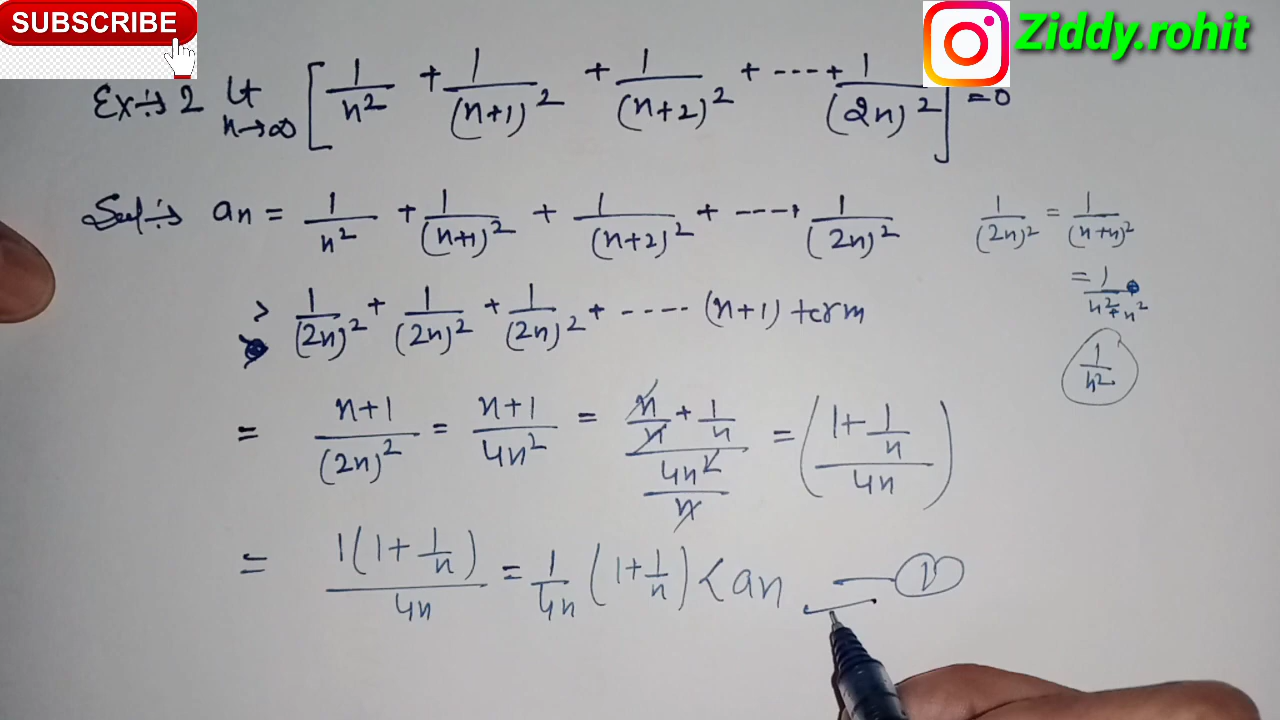 SUBSCRIBE
Ziddy.rohit
Ex:→ 2 Lt n→∞ [ 1/n² + 1/(n+1)² + 1/(n+2)² + ---+ 1/(2n)² ] = 0
Sol:→ an = 1/n² + 1/(n+1)² + 1/(n+2)² + ---+ 1/(2n)²
1/(2n)² = 1/(n+n)²
= 1/n²+n²
1/n²
> 1/(2n)² + 1/(2n)² + 1/(2n)² + ---- (n+1) term
= n+1/(2n)² = n+1/4n² = (n/n + 1/n)/(4n²/n) = ((1+1/n)/4n)
= 1(1+1/n)/4n = 1/4n (1+1/n) < an — ①